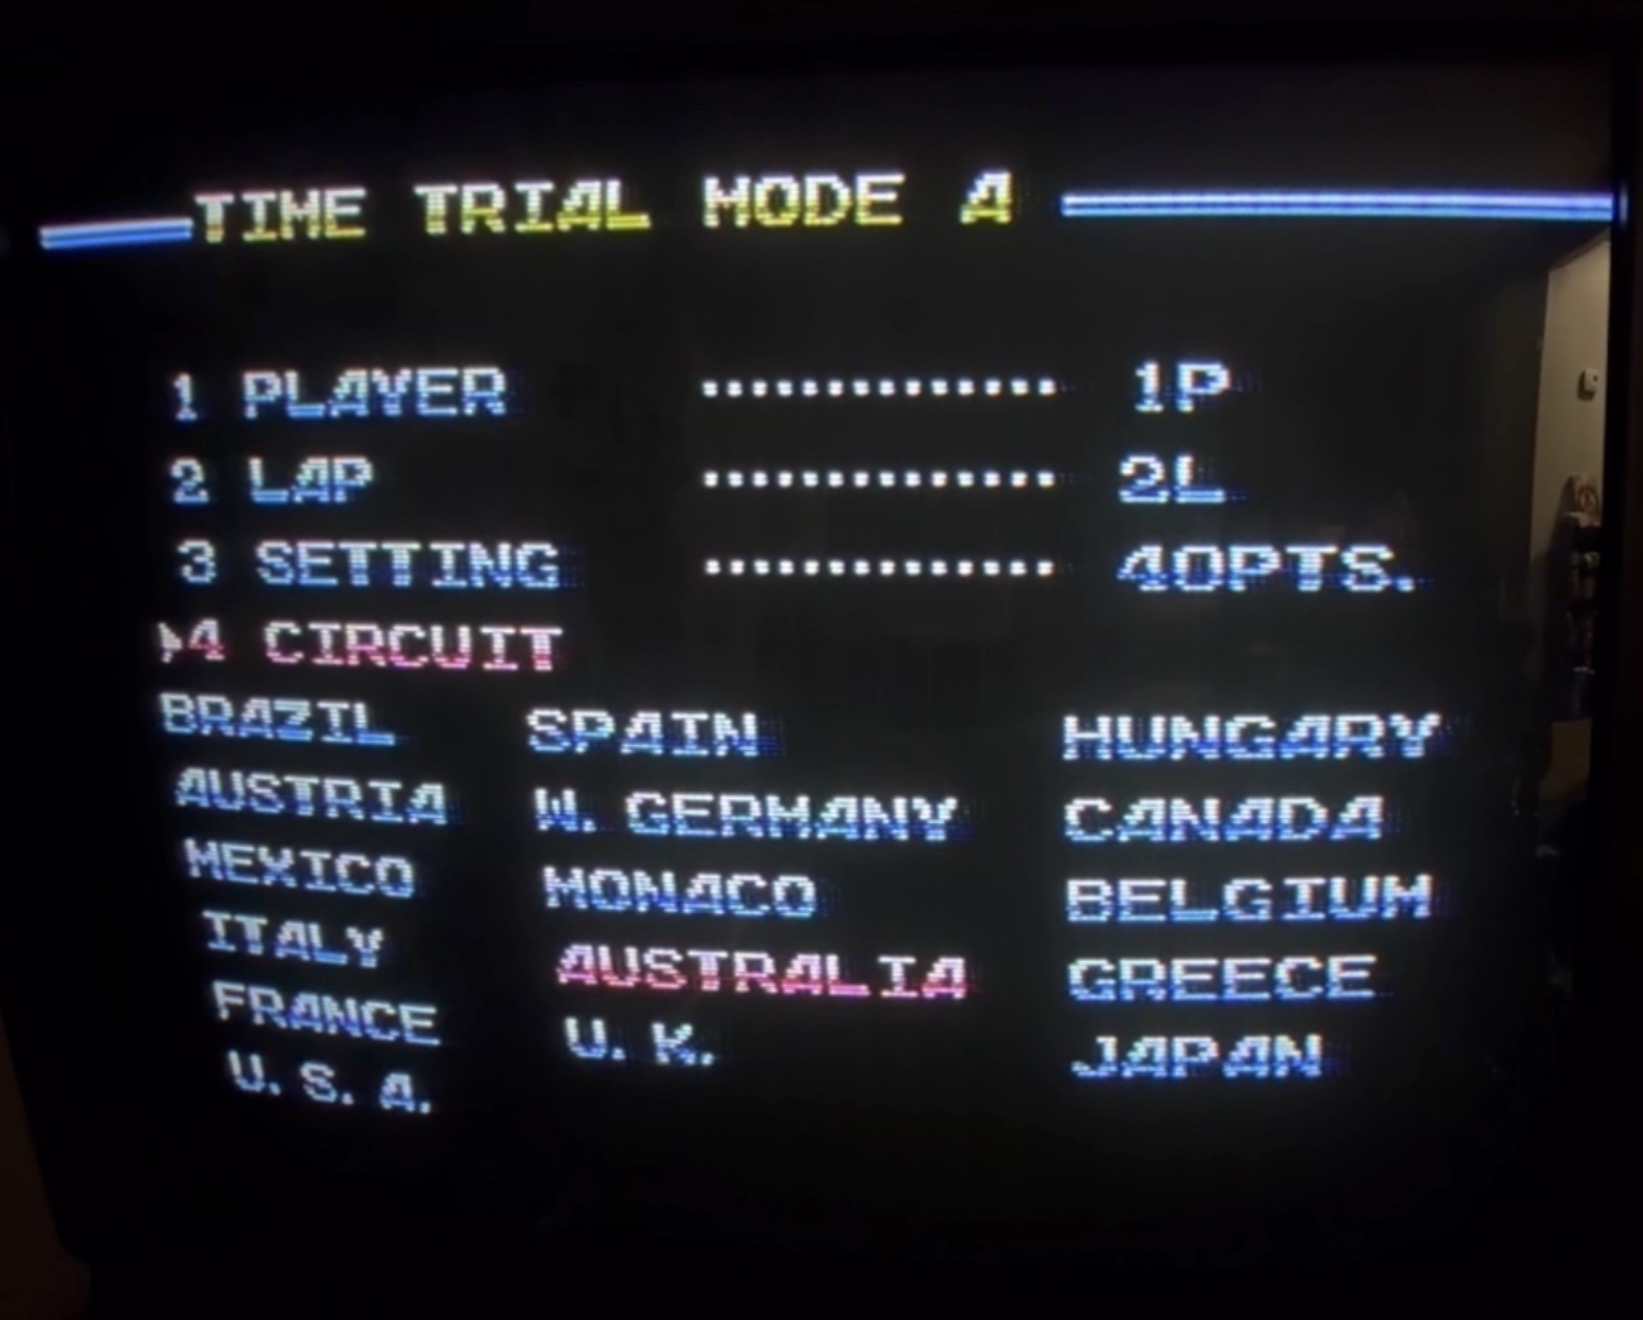 TIME TRIAL MODE A
1 PLAYER .............. 1P
2 LAP .............. 2L
3 SETTING .............. 40PTS.
4 CIRCUIT
BRAZIL SPAIN HUNGARY
AUSTRIA W. GERMANY CANADA
MEXICO MONACO BELGIUM
ITALY AUSTRALIA GREECE
FRANCE U. K. JAPAN
U. S. A.